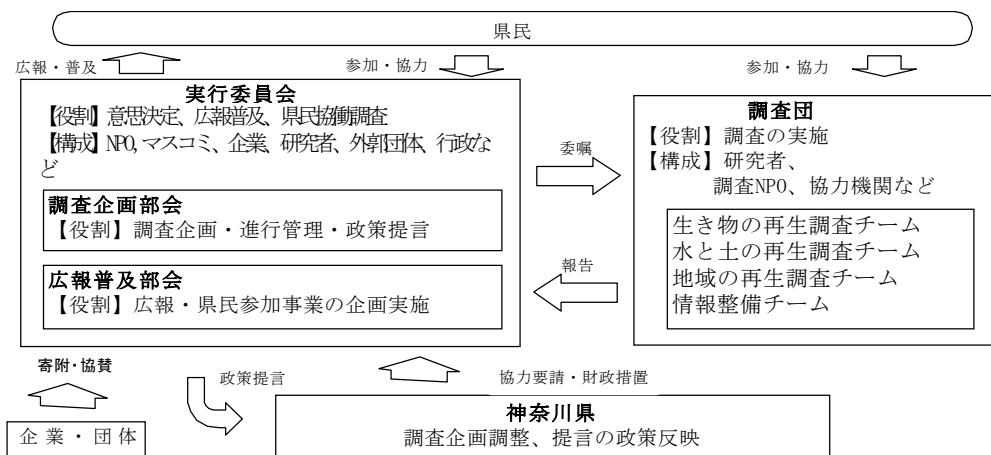 県民
広報・普及
参加・協力
参加・協力
実行委員会
【役割】意思決定、広報普及、県民協働調査
【構成】NPO,マスコミ、企業、研究者、外郭団体、行政な
ど
調査企画部会
【役割】調査企画・進行管理・政策提言
広報普及部会
【役割】広報・県民参加事業の企画実施
委嘱
報告
調査団
【役割】調査の実施
【構成】研究者、
調査NPO、協力機関など
生き物の再生調査チーム
水と土の再生調査チーム
地域の再生調査チーム
情報整備チーム
寄附・協賛
政策提言
協力要請・財政措置
企業・団体
神奈川県
調査企画調整、提言の政策反映